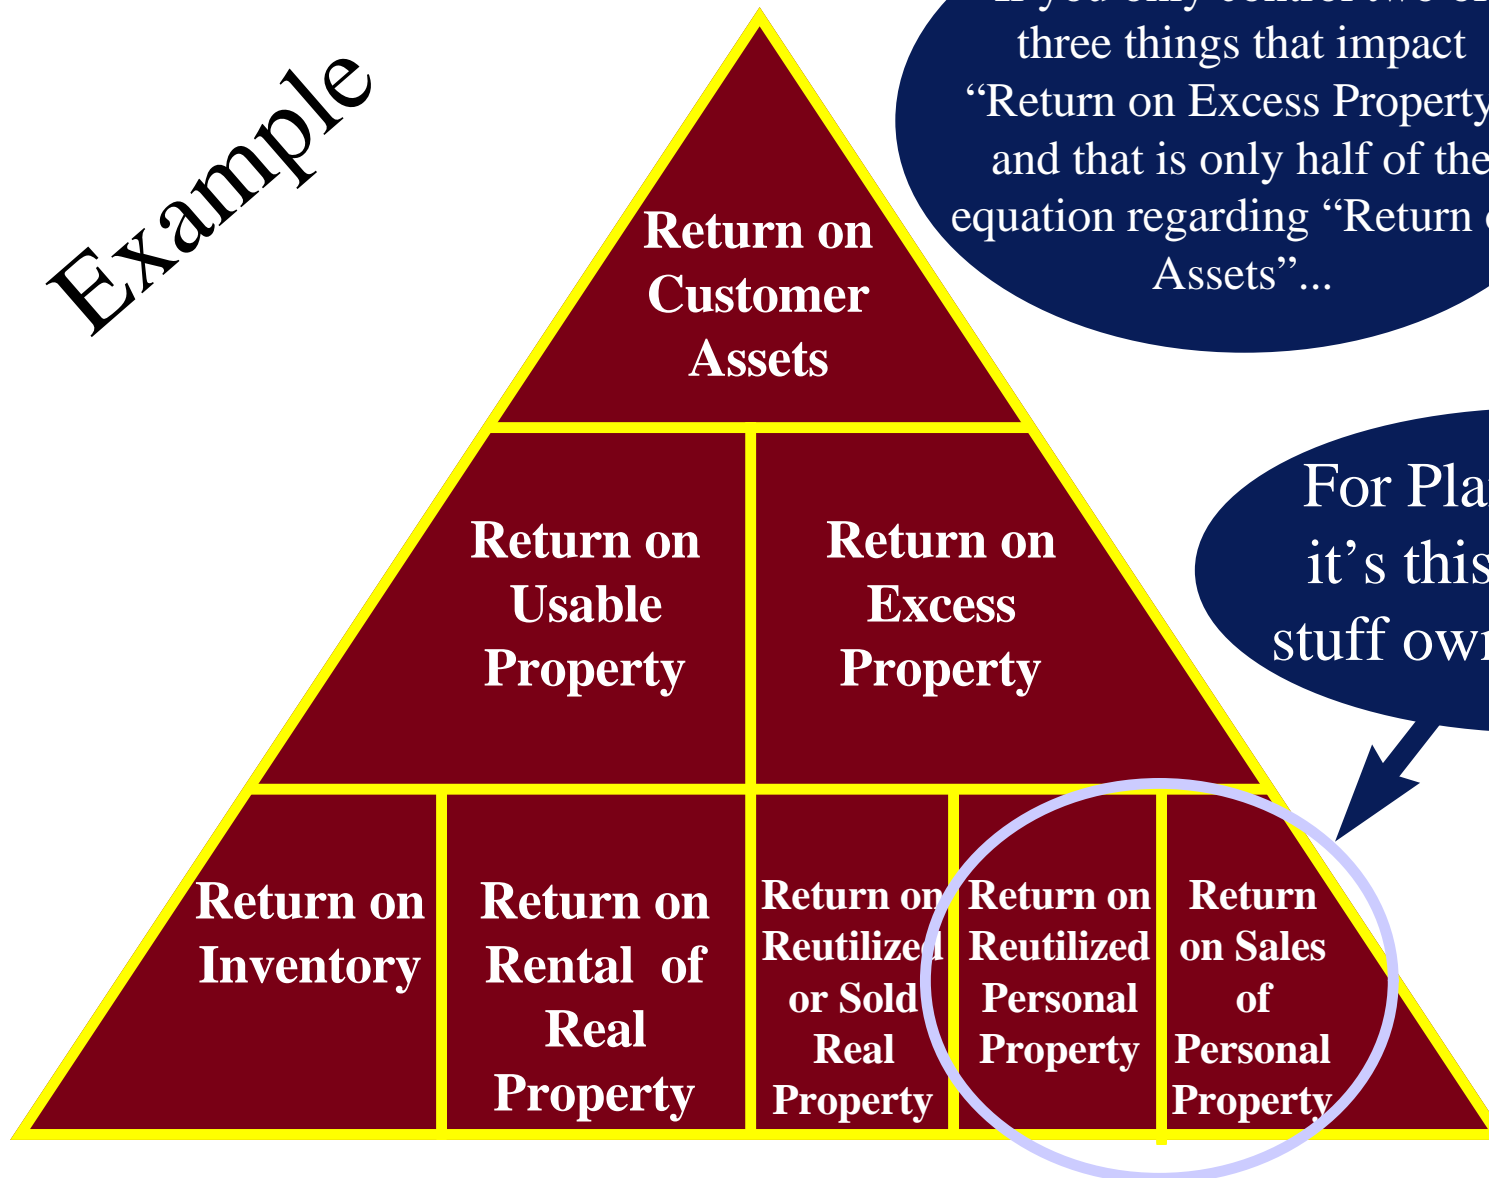 Example
three things that impact
“Return on Excess Property
and that is only half of the
equation regarding “Return
Assets”...
Return on
Customer
Assets
For
it’s this
stuff
Return on
Usable
Property
Return on
Excess
Property
Return on
Inventory
Return on
Rental of
Real
Property
Return on
Reutilized
or Sold
Real
Property
Return on
Reutilized
Personal
Property
Return
on Sales
of
Personal
Property